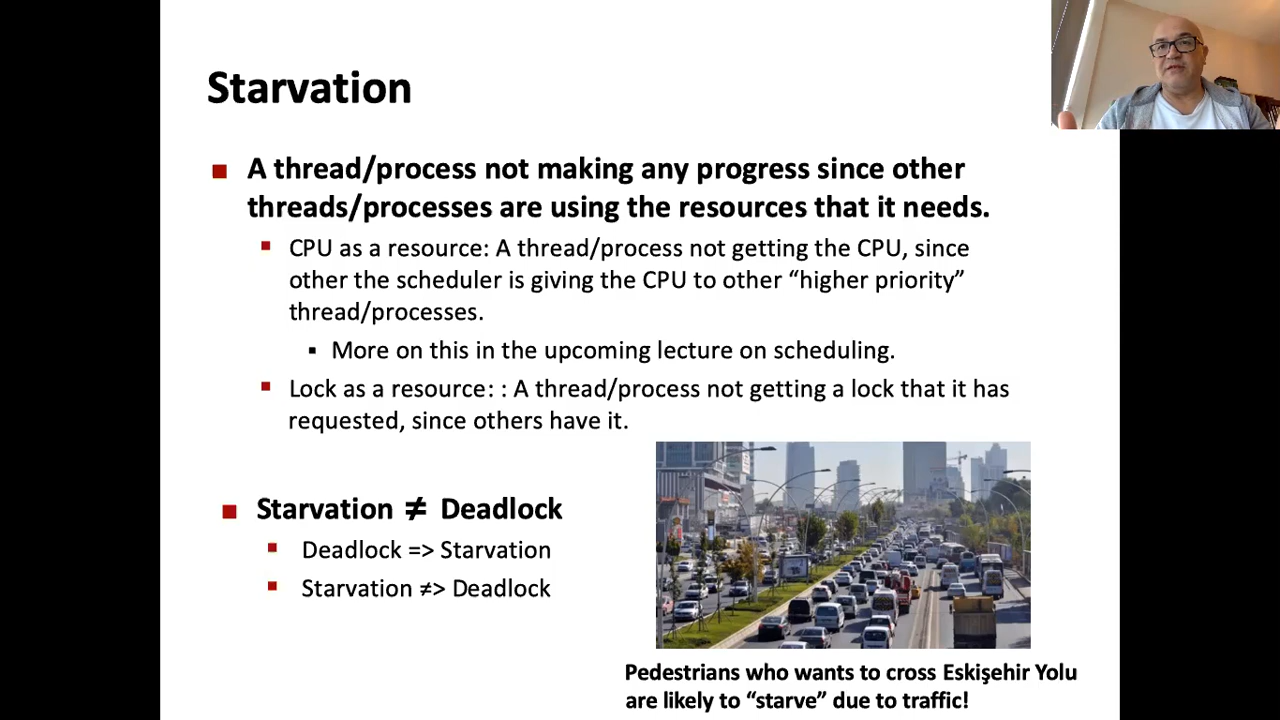 Starvation
A thread/process not making any progress since other
threads/processes are using the resources that it needs.
CPU as a resource: A thread/process not getting the CPU, since
other the scheduler is giving the CPU to other “higher priority”
thread/processes.
More on this in the upcoming lecture on scheduling.
Lock as a resource: : A thread/process not getting a lock that it has
requested, since others have it.
Starvation ≠ Deadlock
Deadlock => Starvation
Starvation ≠> Deadlock
Pedestrians who wants to cross Eskişehir Yolu
are likely to “starve” due to traffic!